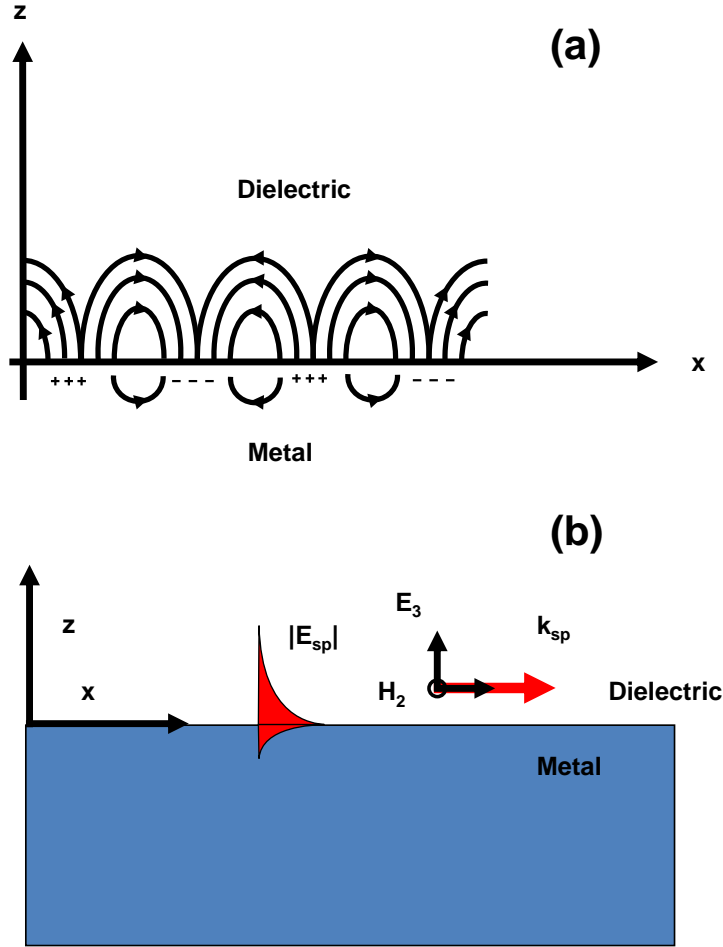 z
(a)
Dielectric
x
+ + + – – – + + + – – –
Metal
(b)
E3
|Esp| ksp
z
x H2 Dielectric
Metal